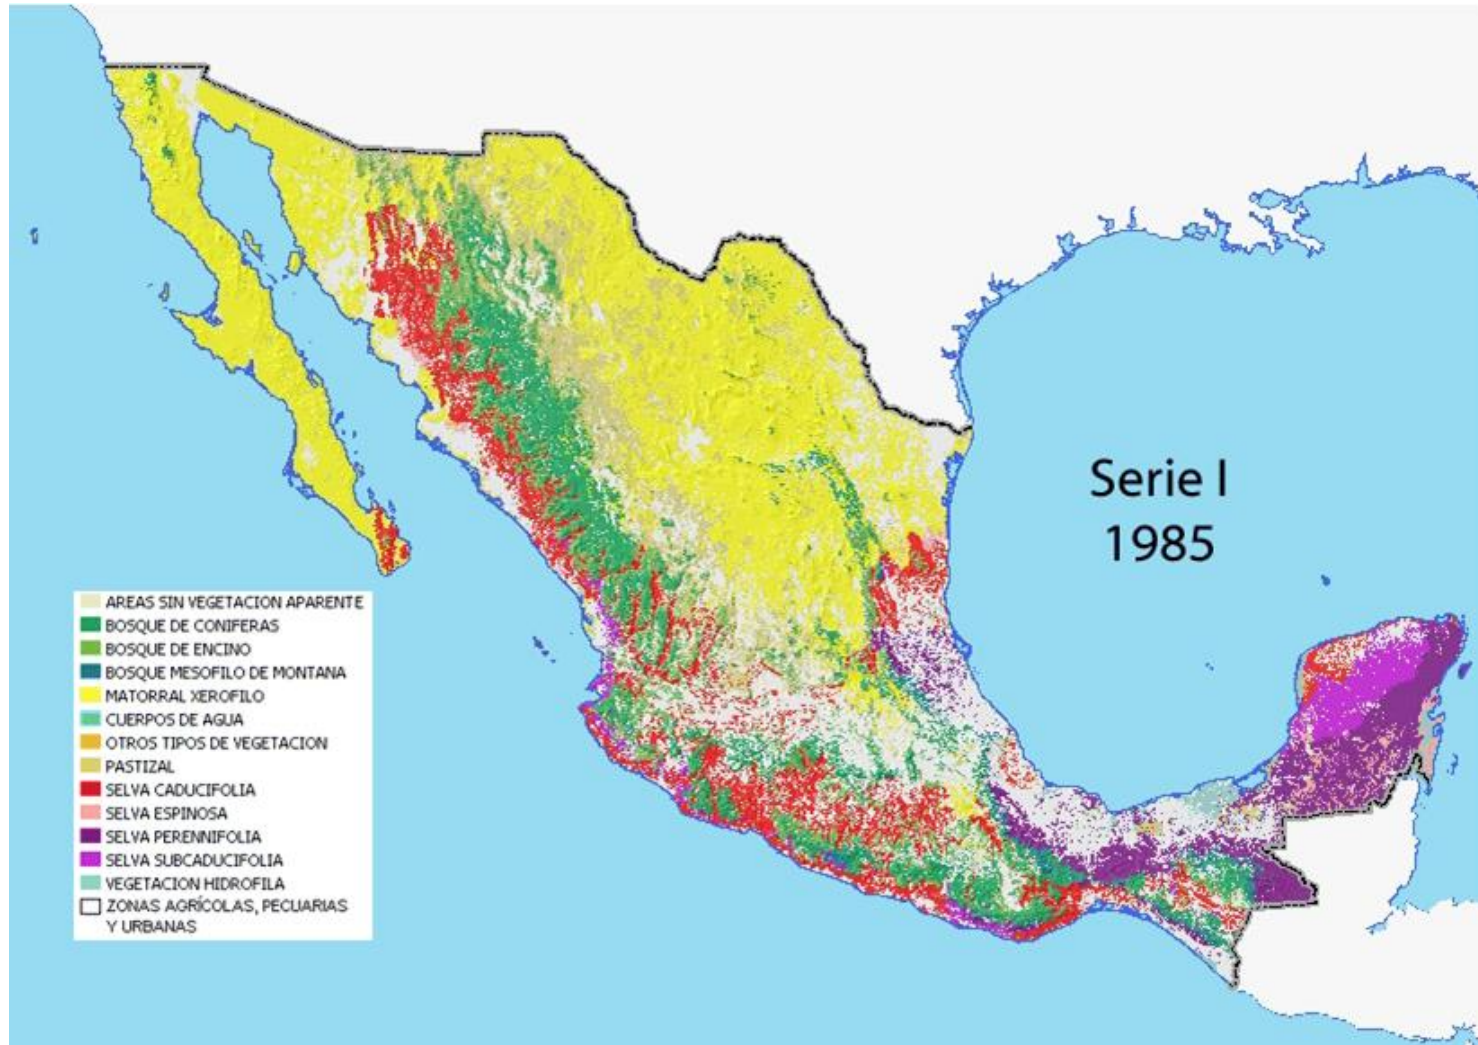 Serie I
1985
AREAS SIN VEGETACION APARENTE
BOSQUE DE CONIFERAS
BOSQUE DE ENCINO
BOSQUE MESOFILO DE MONTANA
MATORRAL XEROFILO
CUERPOS DE AGUA
OTROS TIPOS DE VEGETACION
PASTIZAL
SELVA CADUCIFOLIA
SELVA ESPINOSA
SELVA PERENNIFOLIA
SELVA SUBCADUCIFOLIA
VEGETACION HIDROFILA
ZONAS AGRÍCOLAS, PECUARIAS
Y URBANAS